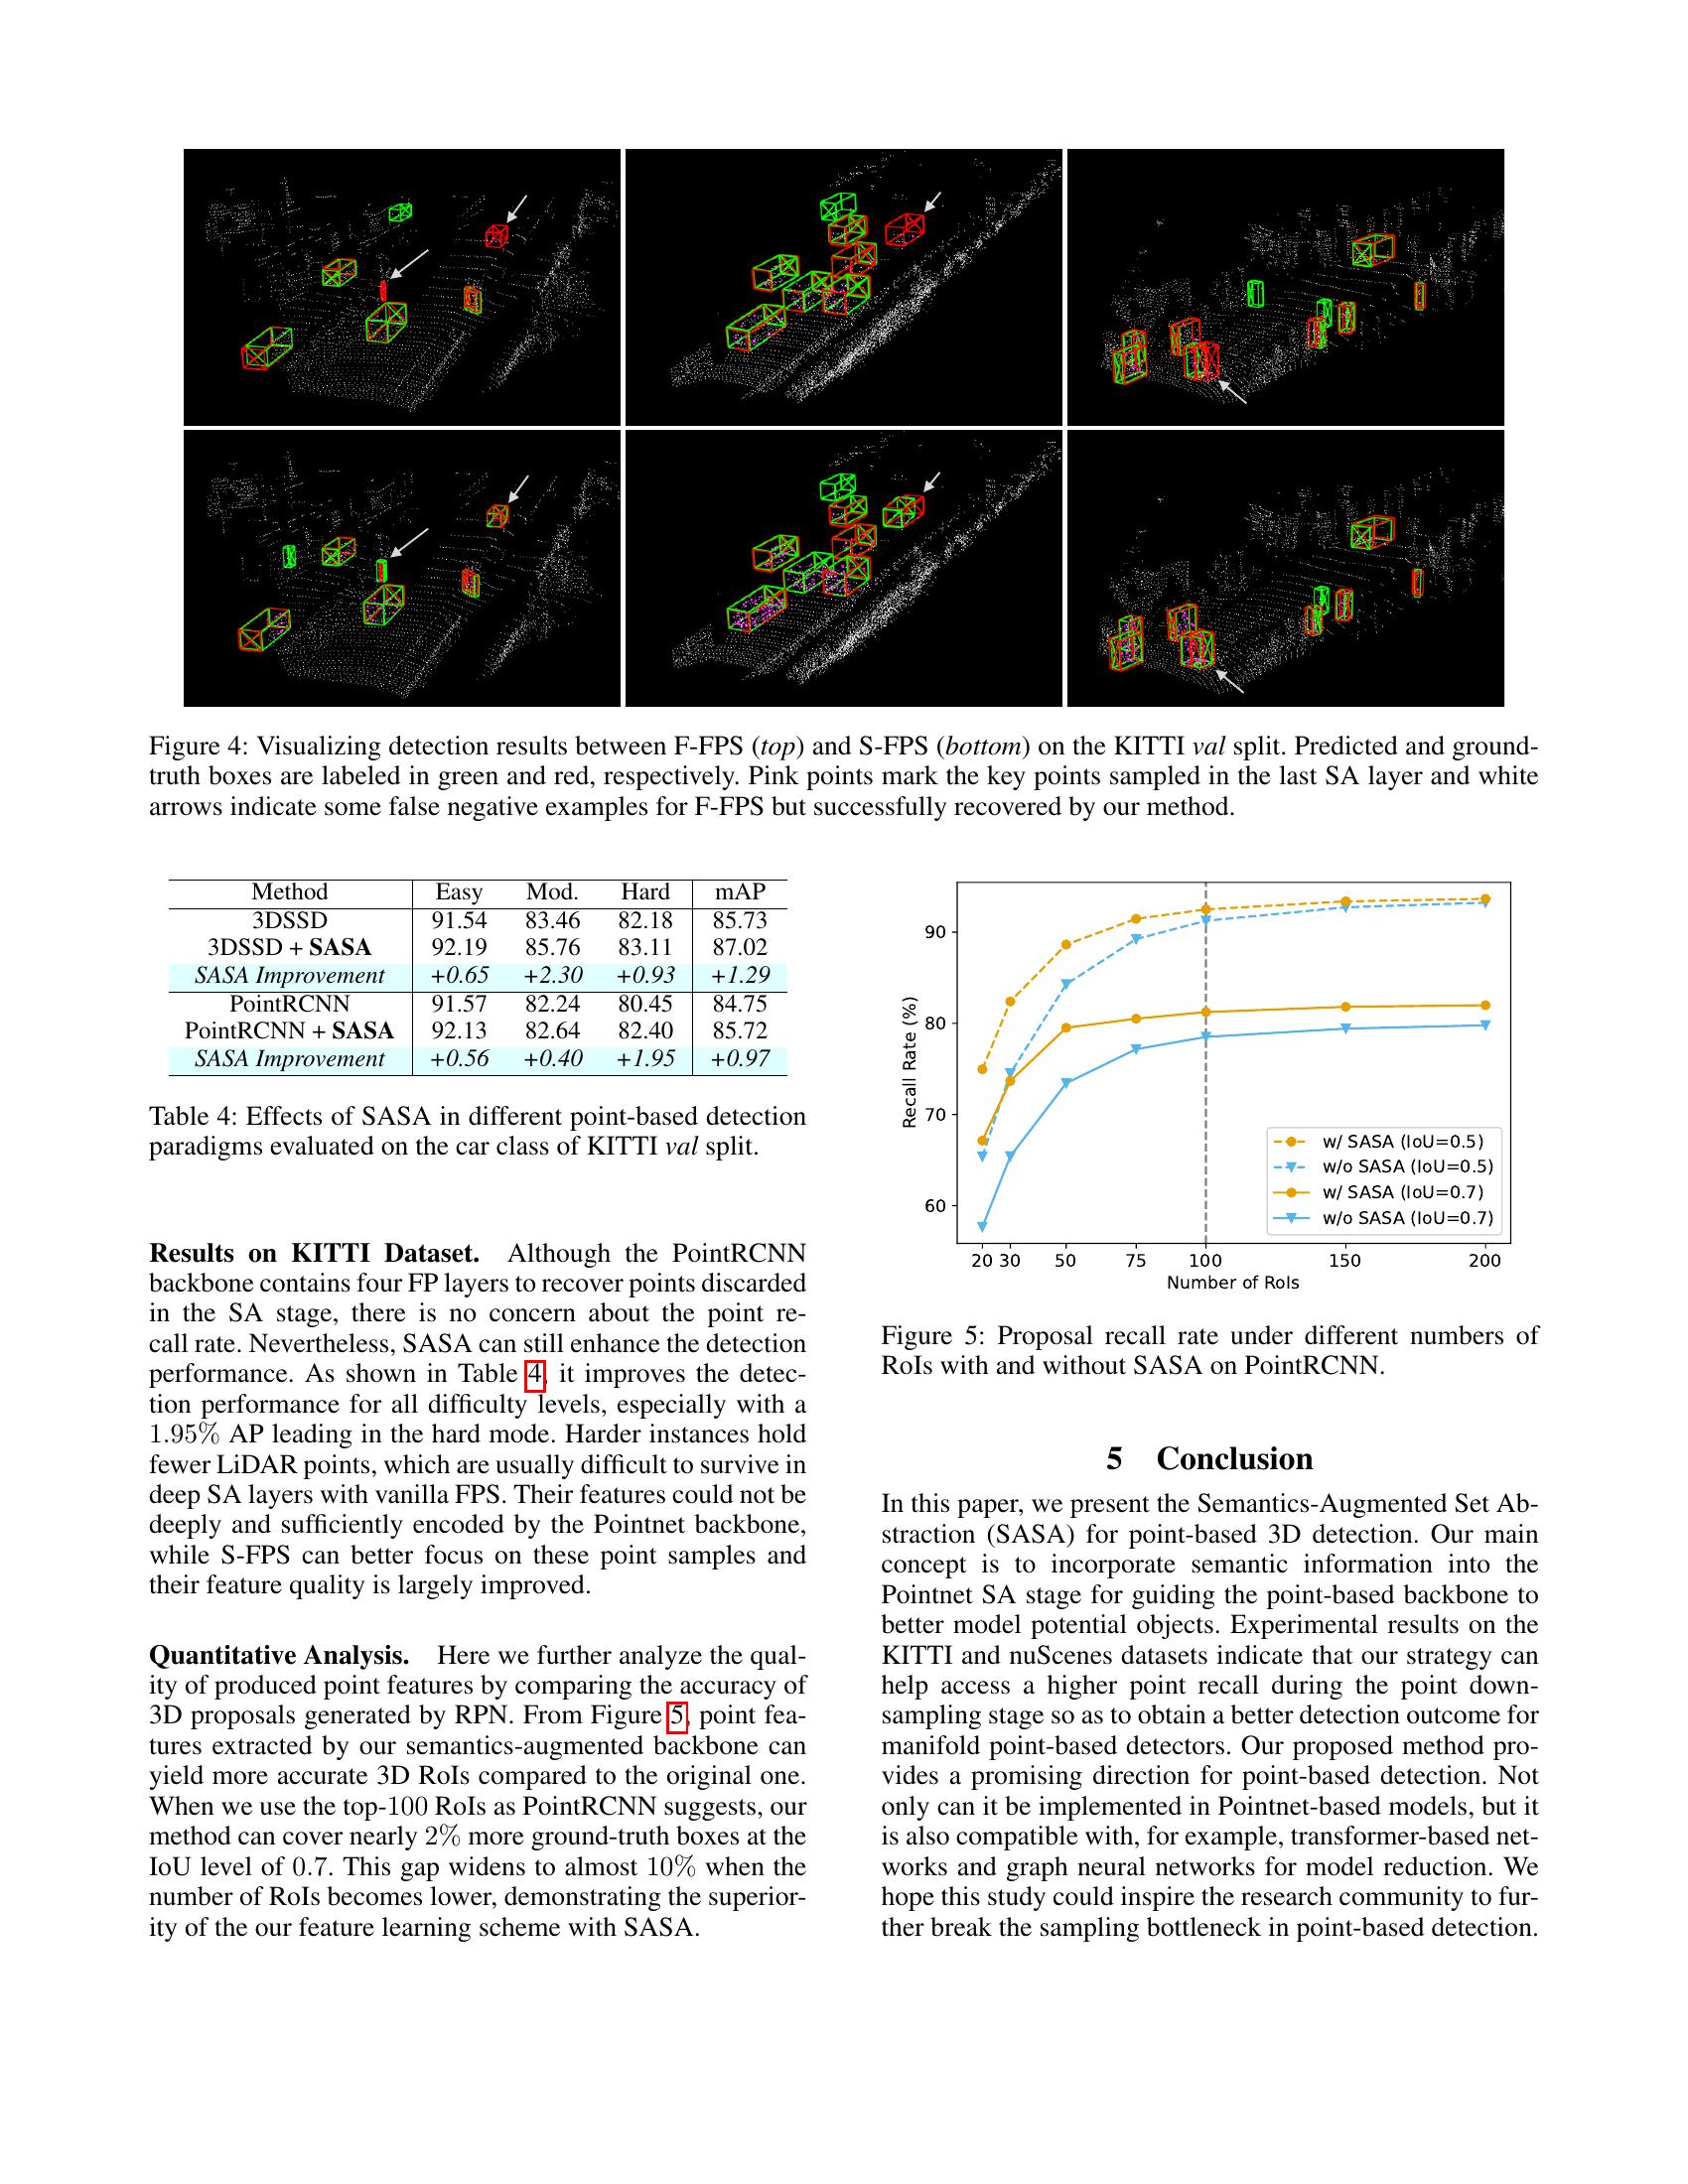 Figure 4: Visualizing detection results between F-FPS (top) and S-FPS (bottom) on the KITTI val split. Predicted and ground-
truth boxes are labeled in green and red, respectively. Pink points mark the key points sampled in the last SA layer and white
arrows indicate some false negative examples for F-FPS but successfully recovered by our method.
Method Easy Mod. Hard mAP
3DSSD 91.54 83.46 82.18 85.73
3DSSD + SASA 92.19 85.76 83.11 87.02
SASA Improvement +0.65 +2.30 +0.93 +1.29
PointRCNN 91.57 82.24 80.45 84.75
PointRCNN + SASA 92.13 82.64 82.40 85.72
SASA Improvement +0.56 +0.40 +1.95 +0.97
Table 4: Effects of SASA in different point-based detection
paradigms evaluated on the car class of KITTI val split.
Results on KITTI Dataset. Although the PointRCNN
backbone contains four FP layers to recover points discarded
in the SA stage, there is no concern about the point re-
call rate. Nevertheless, SASA can still enhance the detection
performance. As shown in Table 4, it improves the detec-
tion performance for all difficulty levels, especially with a
1.95% AP leading in the hard mode. Harder instances hold
fewer LiDAR points, which are usually difficult to survive in
deep SA layers with vanilla FPS. Their features could not be
deeply and sufficiently encoded by the Pointnet backbone,
while S-FPS can better focus on these point samples and
their feature quality is largely improved.
Quantitative Analysis. Here we further analyze the qual-
ity of produced point features by comparing the accuracy of
3D proposals generated by RPN. From Figure 5, point fea-
tures extracted by our semantics-augmented backbone can
yield more accurate 3D RoIs compared to the original one.
When we use the top-100 RoIs as PointRCNN suggests, our
method can cover nearly 2% more ground-truth boxes at the
IoU level of 0.7. This gap widens to almost 10% when the
number of RoIs becomes lower, demonstrating the superior-
ity of the our feature learning scheme with SASA.
90
80
70
60
Recall Rate (%)
w/ SASA (IoU=0.5)
w/o SASA (IoU=0.5)
w/ SASA (IoU=0.7)
w/o SASA (IoU=0.7)
20 30 50 75 100 150 200
Number of RoIs
Figure 5: Proposal recall rate under different numbers of
RoIs with and without SASA on PointRCNN.
5 Conclusion
In this paper, we present the Semantics-Augmented Set Ab-
straction (SASA) for point-based 3D detection. Our main
concept is to incorporate semantic information into the
Pointnet SA stage for guiding the point-based backbone to
better model potential objects. Experimental results on the
KITTI and nuScenes datasets indicate that our strategy can
help access a higher point recall during the point down-
sampling stage so as to obtain a better detection outcome for
manifold point-based detectors. Our proposed method pro-
vides a promising direction for point-based detection. Not
only can it be implemented in Pointnet-based models, but it
is also compatible with, for example, transformer-based net-
works and graph neural networks for model reduction. We
hope this study could inspire the research community to fur-
ther break the sampling bottleneck in point-based detection.